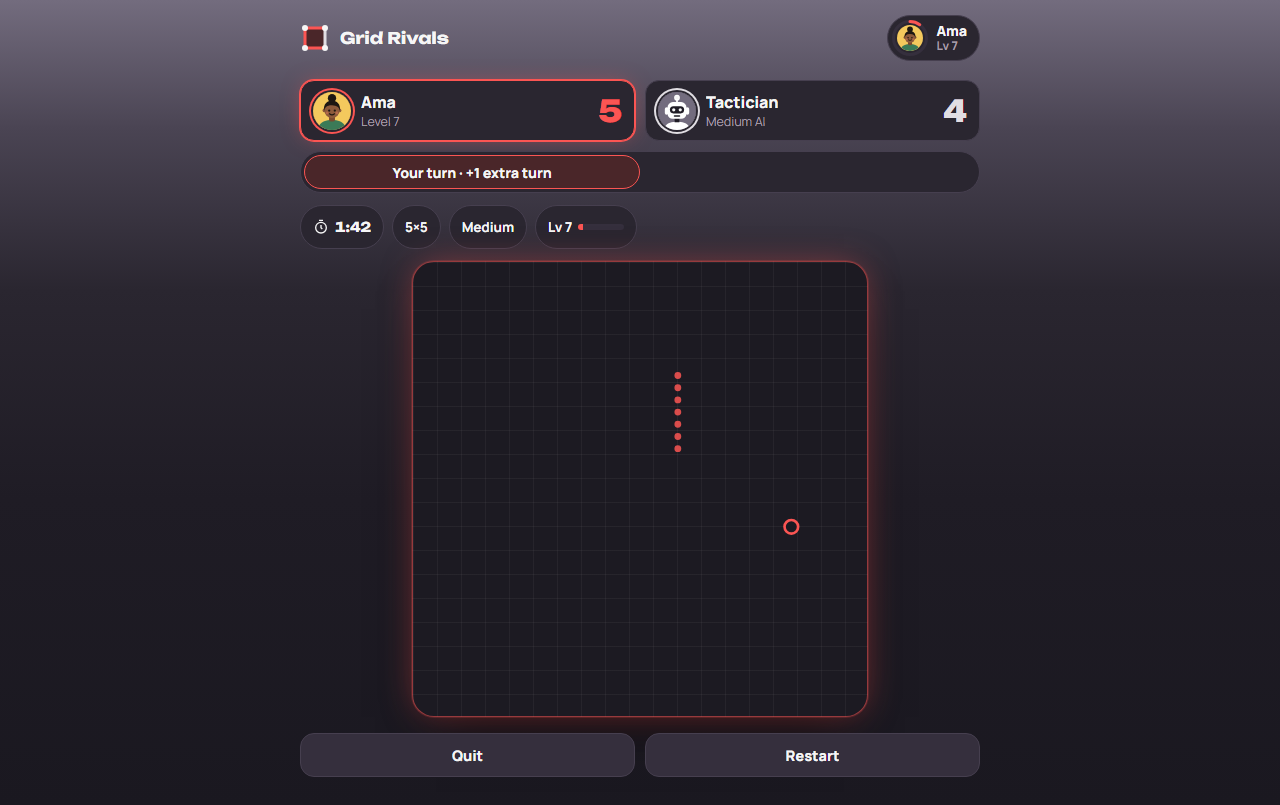 Grid Rivals
Ama
Lv 7
Ama
Level 7
5
Tactician
Medium AI
4
Your turn · +1 extra turn
1:42
5×5
Medium
Lv 7
Quit
Restart